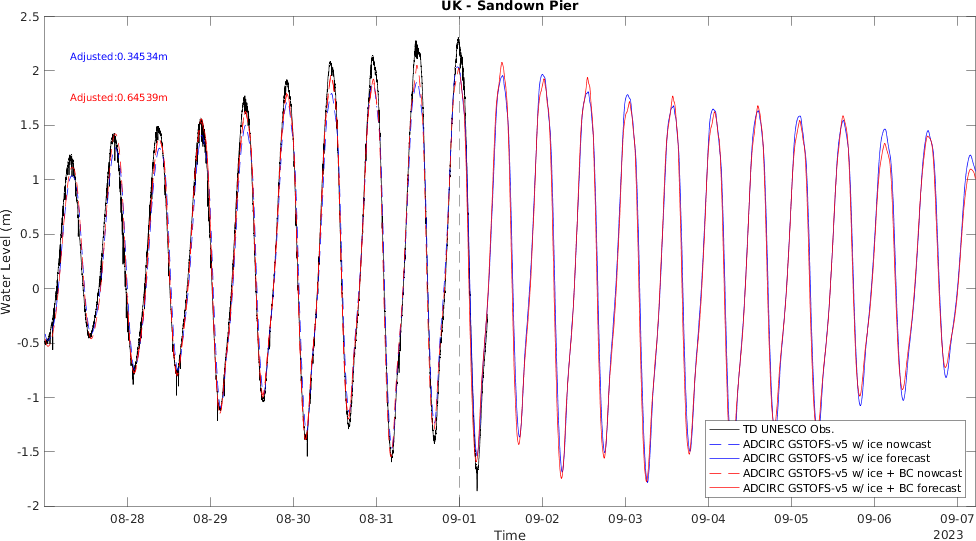 UK - Sandown Pier
Adjusted:0.34534m
Adjusted:0.64539m
Water Level (m)
2.5
2
1.5
1
0.5
0
-0.5
-1
-1.5
-2
08-28
08-29
08-30
08-31
09-01
09-02
09-03
09-04
09-05
09-06
09-07
Time
2023
TD UNESCO Obs.
ADCIRC GSTOFS-v5 w/ ice nowcast
ADCIRC GSTOFS-v5 w/ ice forecast
ADCIRC GSTOFS-v5 w/ ice + BC nowcast
ADCIRC GSTOFS-v5 w/ ice + BC forecast